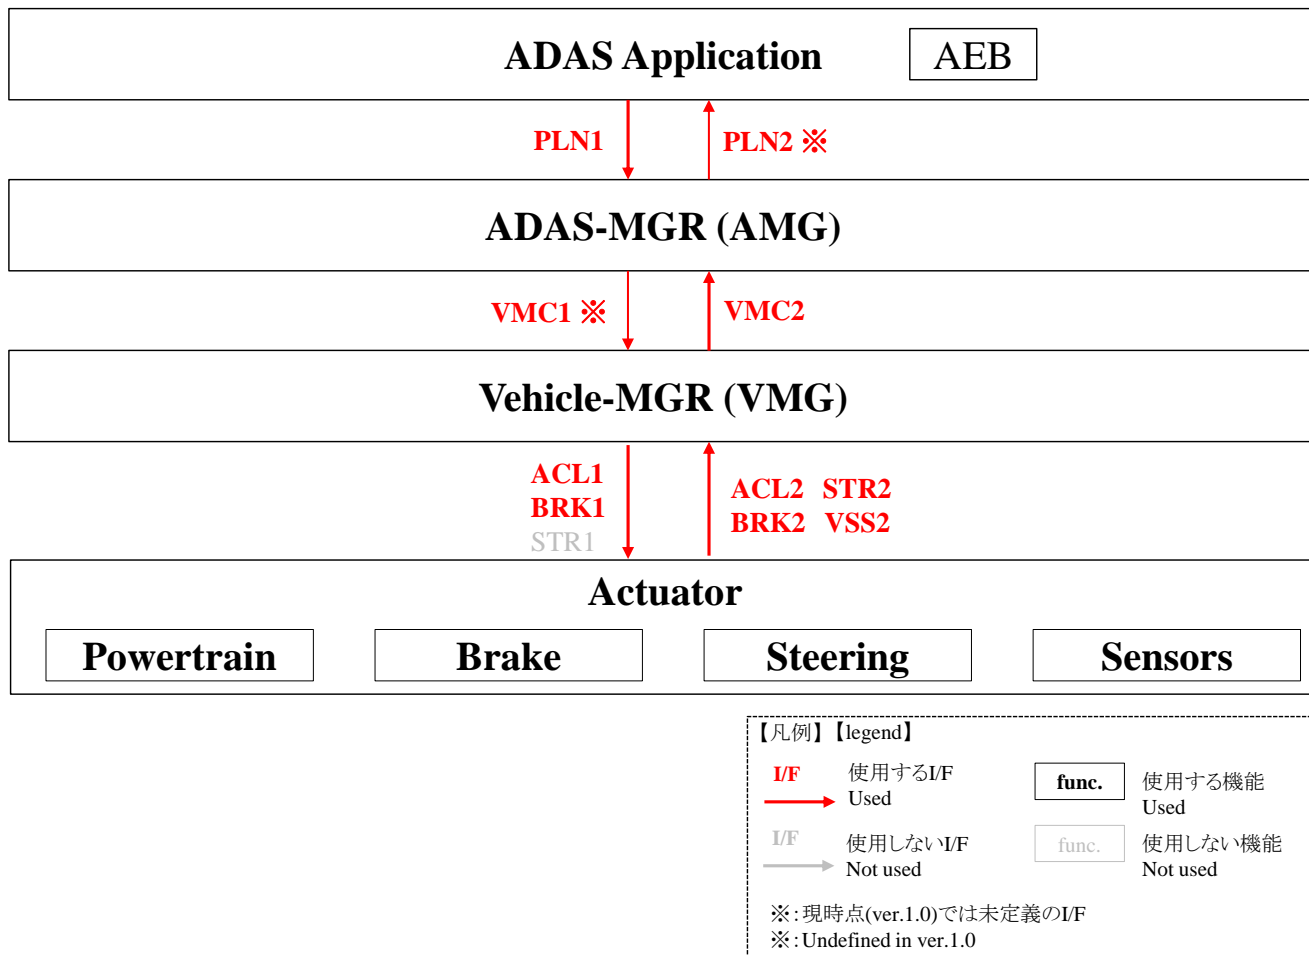 ADAS Application
AEB
PLN1
PLN2 ※
ADAS-MGR (AMG)
VMC1 ※
VMC2
Vehicle-MGR (VMG)
ACL1
BRK1
STR1
ACL2 STR2
BRK2 VSS2
Actuator
Powertrain
Brake
Steering
Sensors
【凡例】【legend】
I/F
使用するI/F
Used
func.
使用する機能
Used
I/F
使用しないI/F
Not used
func.
使用しない機能
Not used
※:現時点(ver.1.0)では未定義のI/F
※:Undefined in ver.1.0